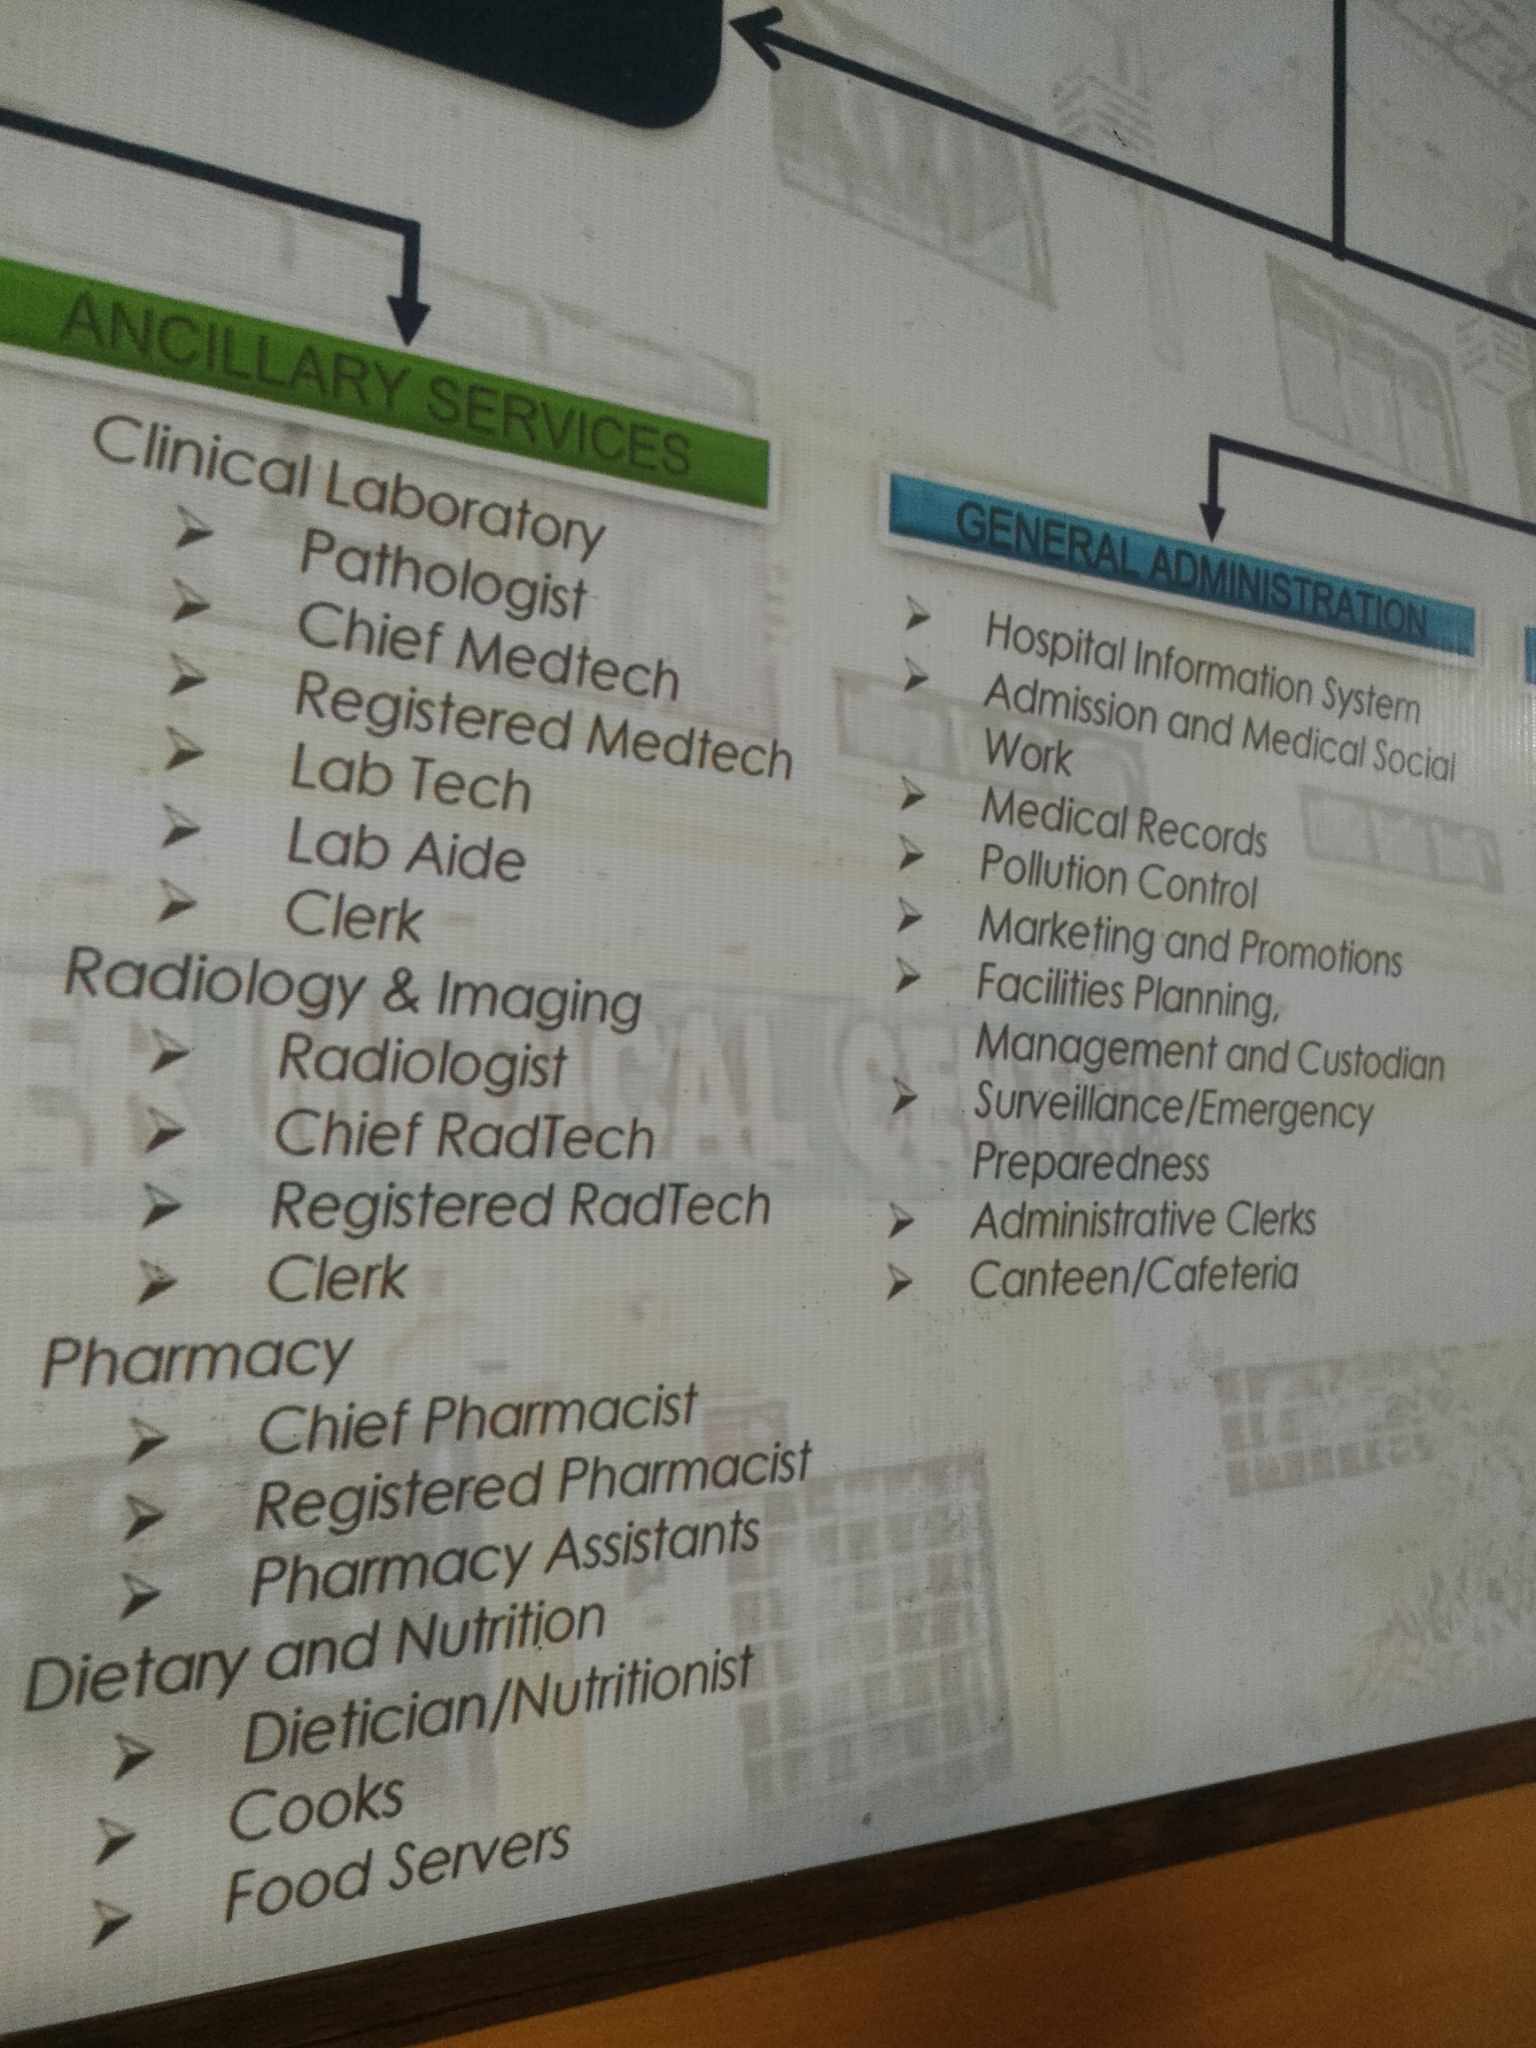 ANCILLARY SERVICES
Clinical Laboratory
➢ Pathologist
➢ Chief Medtech
➢ Registered Medtech
➢ Lab Tech
➢ Lab Aide
➢ Clerk
Radiology & Imaging
➢ Radiologist
➢ Chief RadTech
➢ Registered RadTech
➢ Clerk
Pharmacy
➢ Chief Pharmacist
➢ Registered Pharmacist
➢ Pharmacy Assistants
Dietary and Nutrition
➢ Dietician/Nutritionist
➢ Cooks
➢ Food Servers
GENERAL ADMINISTRATION
➢ Hospital Information System
➢ Admission and Medical Social
Work
➢ Medical Records
➢ Pollution Control
➢ Marketing and Promotions
➢ Facilities Planning,
Management and Custodian
➢ Surveillance/Emergency
Preparedness
➢ Administrative Clerks
➢ Canteen/Cafeteria